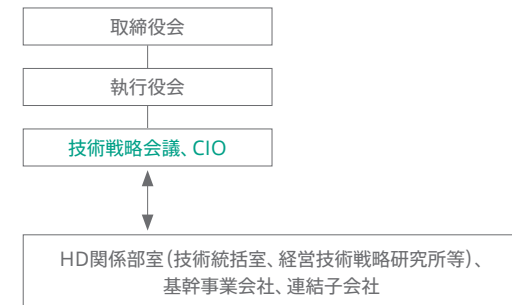 取締役会
執行役会
技術戦略会議、CIO
HD関係部室(技術統括室、経営技術戦略研究所等)、
基幹事業会社、連結子会社